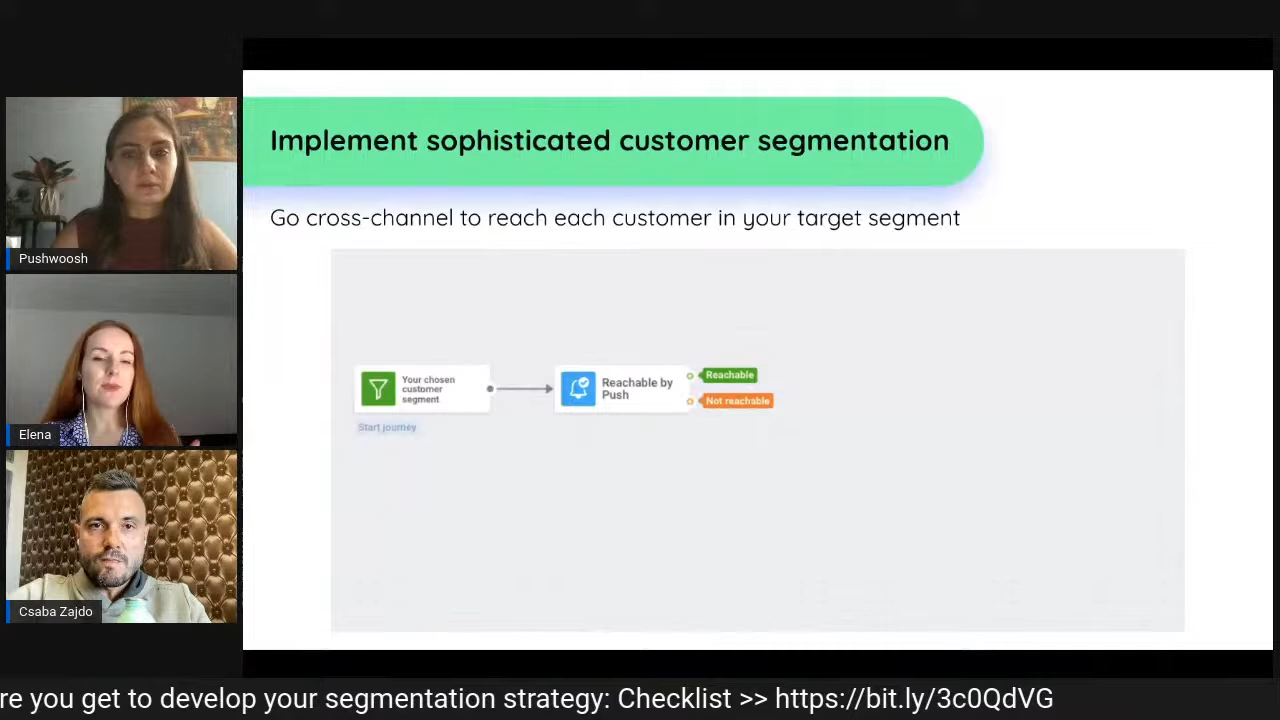 Implement sophisticated customer segmentation
Go cross-channel to reach each customer in your target segment
Your chosen
customer
segment
Start journey
Reachable by
Push
Reachable
Not reachable
Pushwoosh
Elena
Csaba Zajdo
re you get to develop your segmentation strategy: Checklist >> https://bit.ly/3c0QdVG